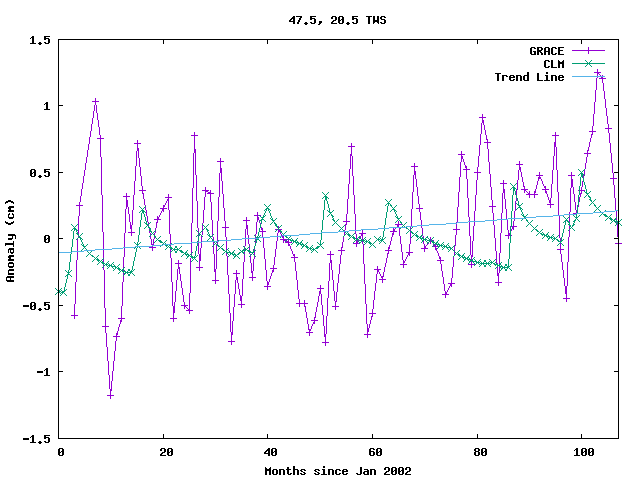 47.5, 20.5 TWS
GRACE
CLM
Trend Line
1.5
1
0.5
0
-0.5
-1
-1.5
Anomaly (cm)
0 20 40 60 80 100
Months since Jan 2002